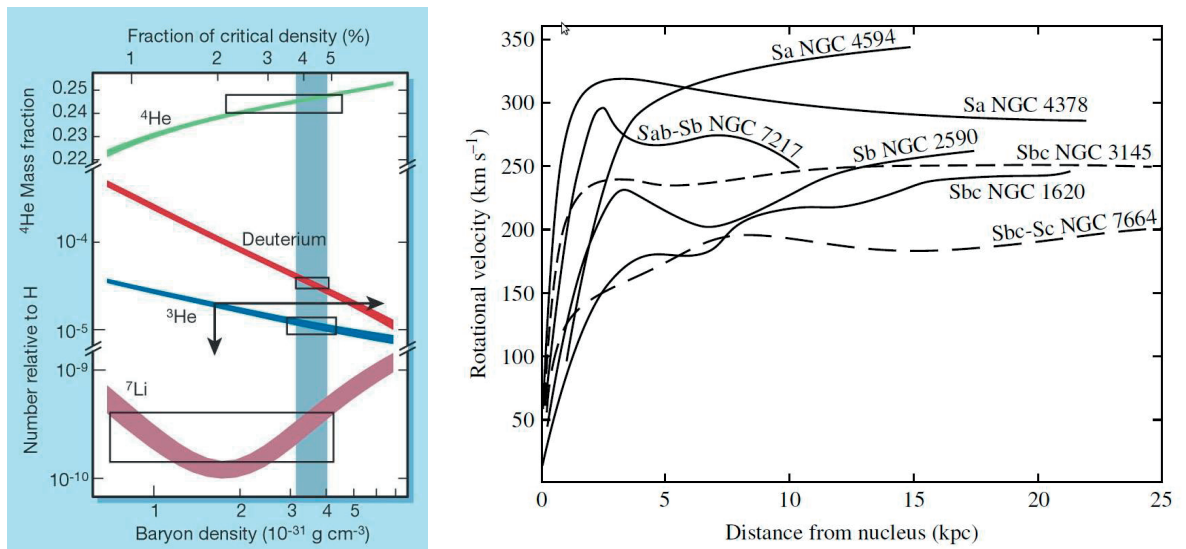 Fraction of critical density (%)
1 2 3 4 5
0.25
0.24
0.23
0.22
⁴He
⁴He Mass fraction
Deuterium
10⁻⁴
³He
10⁻⁵
Number relative to H
10⁻⁹
⁷Li
10⁻¹⁰
1 2 3 4 5
Baryon density (10⁻³¹ g cm⁻³)
350
300
250
200
150
100
50
Rotational velocity (km s⁻¹)
Sa NGC 4594
Sa NGC 4378
Sab-Sb NGC 7217
Sb NGC 2590
Sbc NGC 3145
Sbc NGC 1620
Sbc-Sc NGC 7664
0 5 10 15 20 25
Distance from nucleus (kpc)